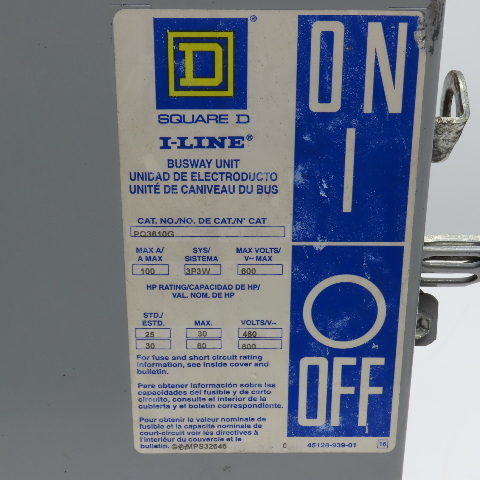 D
SQUARE D
I-LINE®
BUSWAY UNIT
UNIDAD DE ELECTRODUCTO
UNITÉ DE CANIVEAU DU BUS
CAT. NO./NO. DE CAT./N° CAT
PQ3610G
MAX A/ SYS/ MAX VOLTS/
A MAX SISTEMA V~ MAX
100 3P3W 600
HP RATING/CAPACIDAD DE HP/
VAL. NOM. DE HP
STD./
ESTD. MAX. VOLTS/V~
25 50 480
30 60 600
For fuse and short circuit rating
information, see inside cover and
bulletin.
Para obtener información sobre las
capacidades del fusible y de corto
circuito, consulte el interior de la
cubierta y el boletín correspondiente.
Pour obtenir la valeur nominale de
fusible et la capacité nominale de
court-circuit voir les directives à
l'intérieur du couvercle et le
bulletin.
45128-939-01 16
ON
I
O
OFF